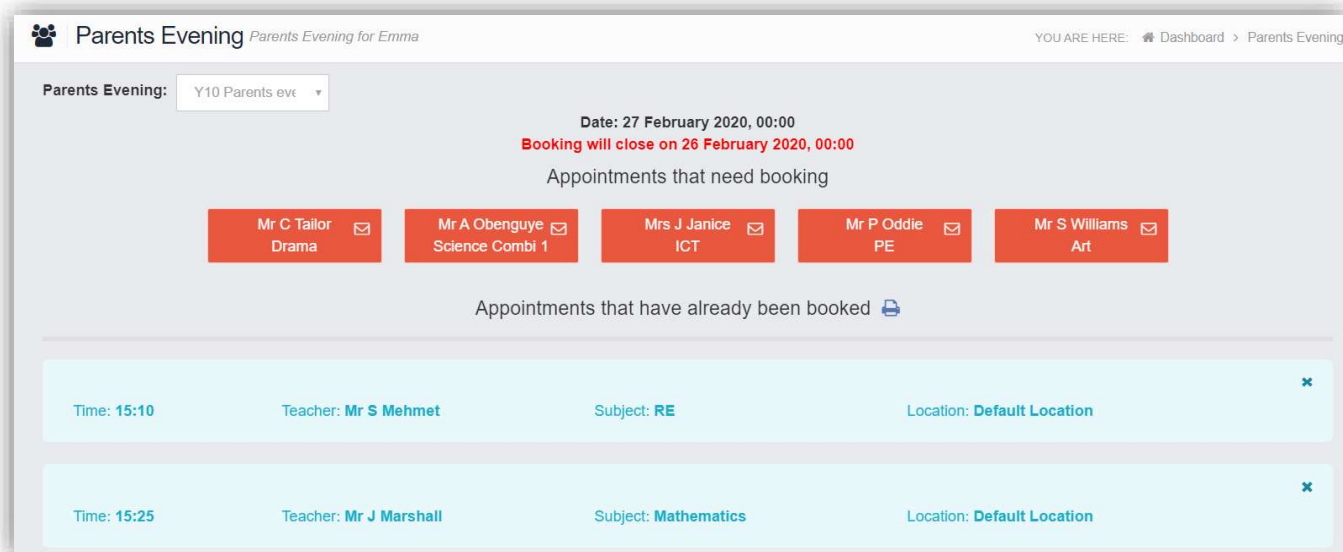 Parents Evening Parents Evening for Emma
YOU ARE HERE: Dashboard > Parents Evening
Parents Evening: Y10 Parents eve
Date: 27 February 2020, 00:00
Booking will close on 26 February 2020, 00:00
Appointments that need booking
Mr C Tailor
Drama
Mr A Obenguye
Science Combi 1
Mrs J Janice
ICT
Mr P Oddie
PE
Mr S Williams
Art
Appointments that have already been booked
Time: 15:10 Teacher: Mr S Mehmet Subject: RE Location: Default Location
Time: 15:25 Teacher: Mr J Marshall Subject: Mathematics Location: Default Location